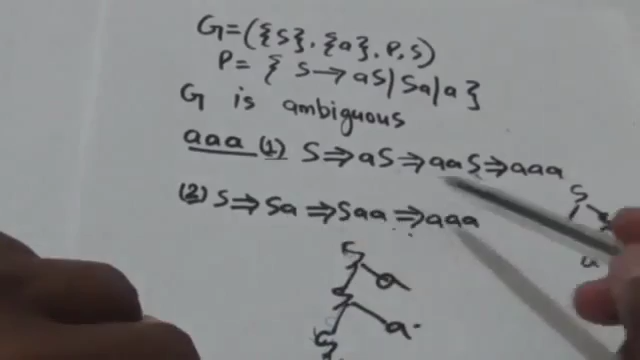 G=({S}, {a}, P, S)
P= { S→aS|Sa|a}
G is ambiguous
aaa (1) S⇒aS⇒aaS⇒aaa
(2) S⇒Sa⇒Saa⇒aaa
S
S
a
S
a
S
a
S